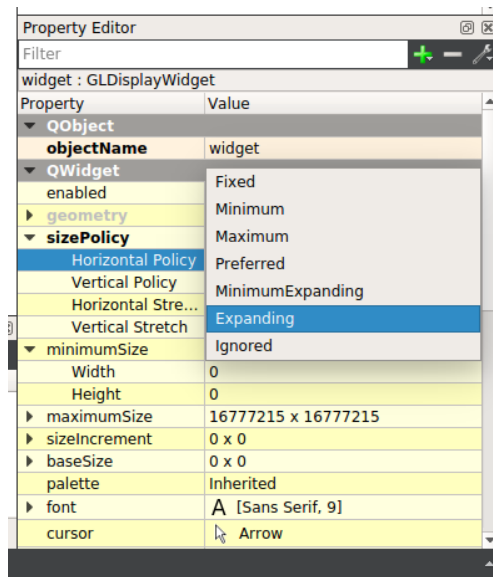 Property Editor
Filter
widget : GLDisplayWidget
Property Value
QObject
objectName widget
QWidget
enabled
geometry
sizePolicy
Horizontal Policy
Vertical Policy
Horizontal Stre...
Vertical Stretch
Fixed
Minimum
Maximum
Preferred
MinimumExpanding
Expanding
Ignored
minimumSize
Width 0
Height 0
maximumSize 16777215 x 16777215
sizeIncrement 0 x 0
baseSize 0 x 0
palette Inherited
font A [Sans Serif, 9]
cursor Arrow